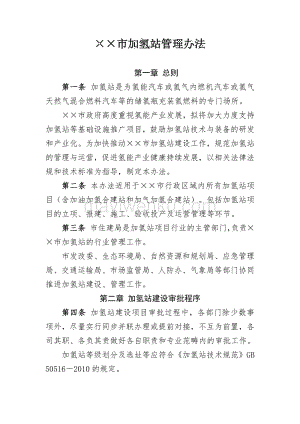 ××市加氢站管理办法
第一章 总则
第一条 加氢站是为氢能汽车或氢气内燃机汽车或氢气
天然气混合燃料汽车等的储氢瓶充装氢燃料的专门场所。
××市政府高度重视氢能产业发展，拟将加大力度支持
加氢站等基础设施推广项目，鼓励加氢站技术与装备的研发
和产业化。为加快推动××市加氢站建设工作，规范加氢站
的管理与运营，促进氢能产业健康持续发展，以相关法律法
规和技术标准为指导，制定本办法。
第二条 本办法适用于××市行政区域内的所有加氢站项
目（含加油加氢合建站和加气加氢合建站），包括加氢站项
目的立项、报建、施工、验收投产及运营管理等环节。
第三条 市住建局是加氢站项目行业的主管部门，负责×
×市加氢站的行业管理工作。
市发改委、生态环境局、自然资源和规划局、应急管理
局、交通运输局、市场监管局、人防办、气象局等部门协同
推进加氢站建设、管理工作。
第二章 加氢站建设审批程序
第四条 加氢站建设项目审批过程中，各部门除少数事
项外，尽量实行同步并联办理或提前对接，不互为前置，各
司其职、各负其责做好各自职责和专业范畴内的审批工作。
加氢站等级划分及选址等应符合《加氢站技术规范》GB
50516—2010 的规定。